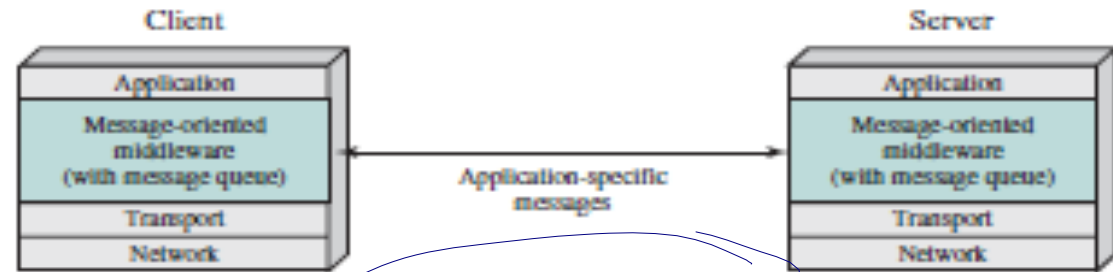 Client
Server
Application
Message-oriented
middleware
(with message queue)
Transport
Network
Application-specific
messages
Application
Message-oriented
middleware
(with message queue)
Transport
Network